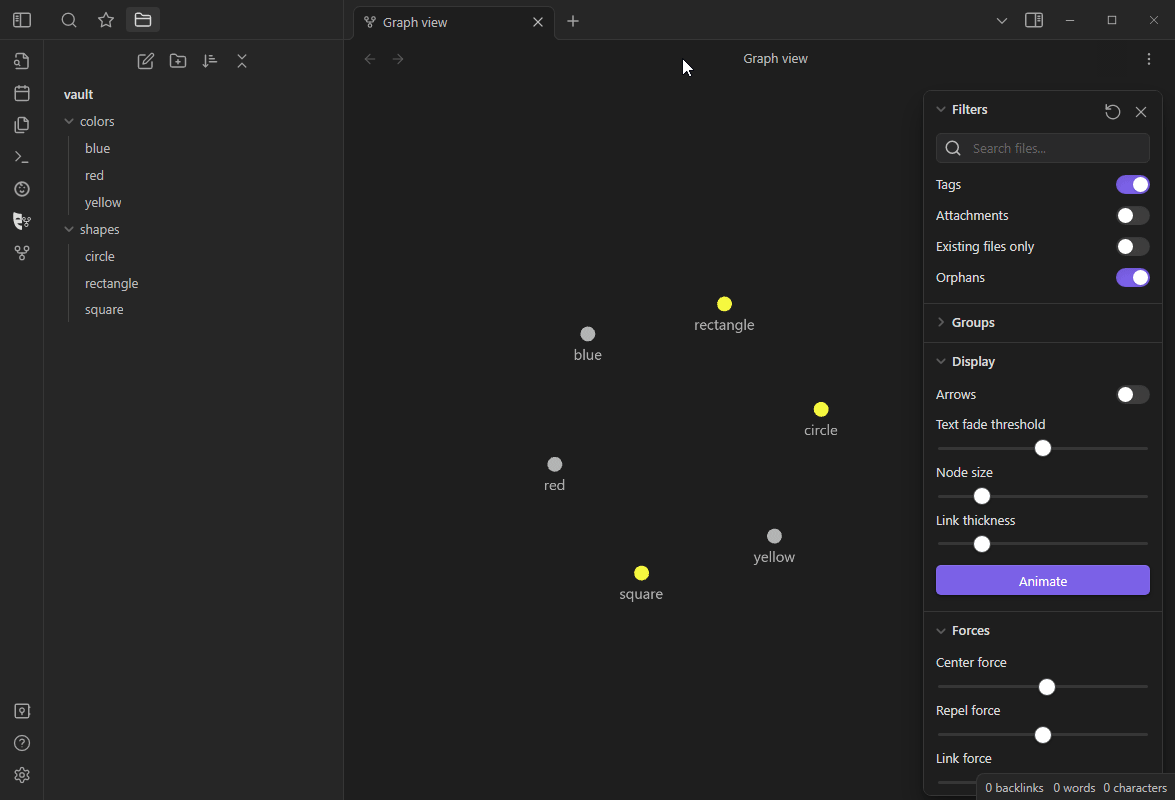 Graph view
Graph view
vault
colors
blue
red
yellow
shapes
circle
rectangle
square
rectangle
blue
circle
red
yellow
square
Filters
Search files...
Tags
Attachments
Existing files only
Orphans
Groups
Display
Arrows
Text fade threshold
Node size
Link thickness
Animate
Forces
Center force
Repel force
Link force
0 backlinks 0 words 0 characters